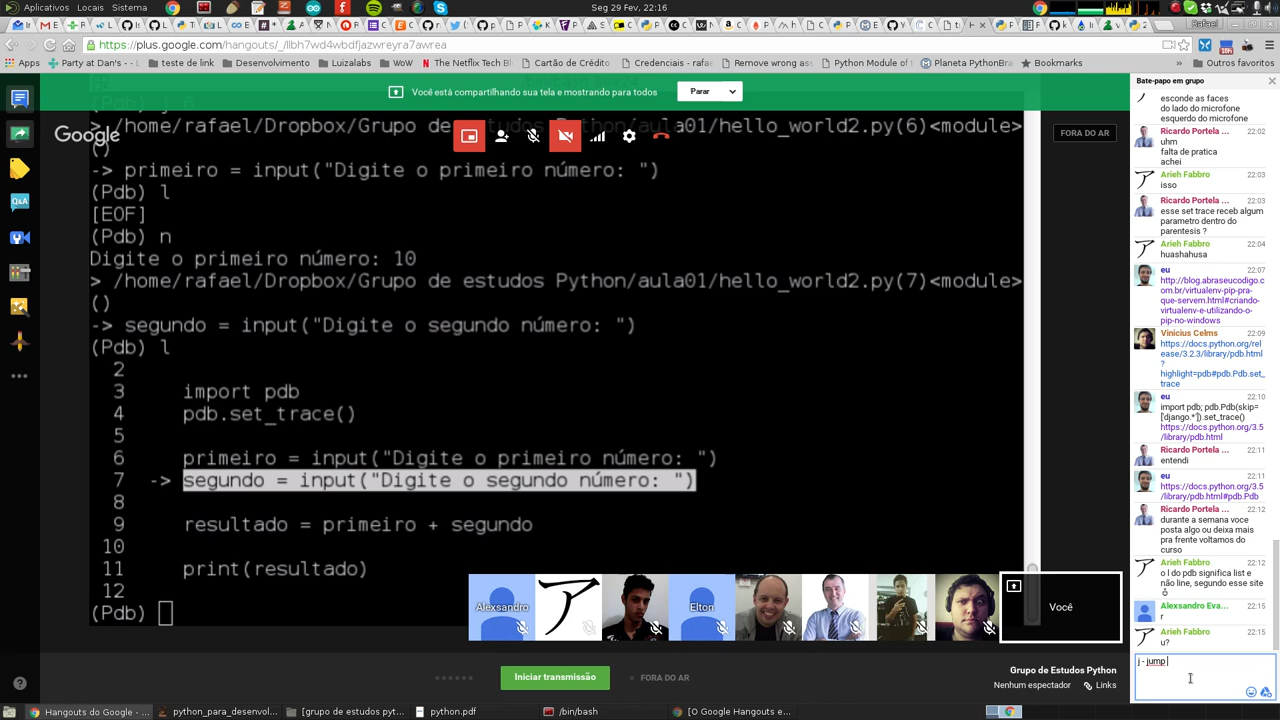 Aplicativos Locais Sistema
Seg 29 Fev, 22:16
Rafael
https://plus.google.com/hangouts/_/llbh7wd4wbdfjazwreyra7awrea
Apps
Party at Dan's - ...
teste de link
Desenvolvimento
Luizalabs
WoW
The Netflix Tech Bl...
Cartão de Crédito
Credenciais - rafae...
Remove wrong ass...
Python Module of t...
Planeta PythonBra...
Bookmarks
»
Outros favoritos
Você está compartilhando sua tela e mostrando para todos
Parar
Google
FORA DO AR
(Pdb) j 6
> /home/rafael/Dropbox/Grupo de estudos Python/aula01/hello_world2.py(6)<module>
()
-> primeiro = input("Digite o primeiro número: ")
(Pdb) l
[EOF]
(Pdb) n
Digite o primeiro número: 10
> /home/rafael/Dropbox/Grupo de estudos Python/aula01/hello_world2.py(7)<module>
()
-> segundo = input("Digite o segundo número: ")
(Pdb) l
2
3 import pdb
4 pdb.set_trace()
5
6 primeiro = input("Digite o primeiro número: ")
7 -> segundo = input("Digite o segundo número: ")
8
9 resultado = primeiro + segundo
10
11 print(resultado)
12
(Pdb)
Alexsandro
Elton
Você
Iniciar transmissão
FORA DO AR
Grupo de Estudos Python
Nenhum espectador
Links
Q&A
Bate-papo em grupo
esconde as faces
do lado do microfone
esquerdo do microfone
Ricardo Portela ... 22:02
uhm
falta de pratica
achei
Arieh Fabbro 22:03
isso
Ricardo Portela ... 22:03
esse set trace receb algum
parametro dentro do
parentesis ?
Arieh Fabbro 22:04
huashahusa
eu 22:07
http://blog.abraseucodigo.c
om.br/virtualenv-pip-pra-
que-servem.html#criando-
virtualenv-e-utilizando-o-
pip-no-windows
Vinicius Celms 22:09
https://docs.python.org/rel
ease/3.2.3/library/pdb.html
?
highlight=pdb#pdb.Pdb.set_
trace
eu 22:10
import pdb; pdb.Pdb(skip=
['django.*']).set_trace()
https://docs.python.org/3.5
/library/pdb.html
Ricardo Portela ... 22:11
entendi
eu 22:11
https://docs.python.org/3.5
/library/pdb.html#pdb.Pdb
Ricardo Portela ... 22:12
durante a semana voce
posta algo ou deixa mais
pra frente voltamos do
curso
Arieh Fabbro 22:12
o l do pdb significa list e
não line, segundo esse site
Alexsandro Eva... 22:15
r
Arieh Fabbro 22:15
u?
j - jump
Hangouts do Google ...
python_para_desenvol...
[grupo de estudos pyt...
python.pdf
/bin/bash
[O Google Hangouts e...